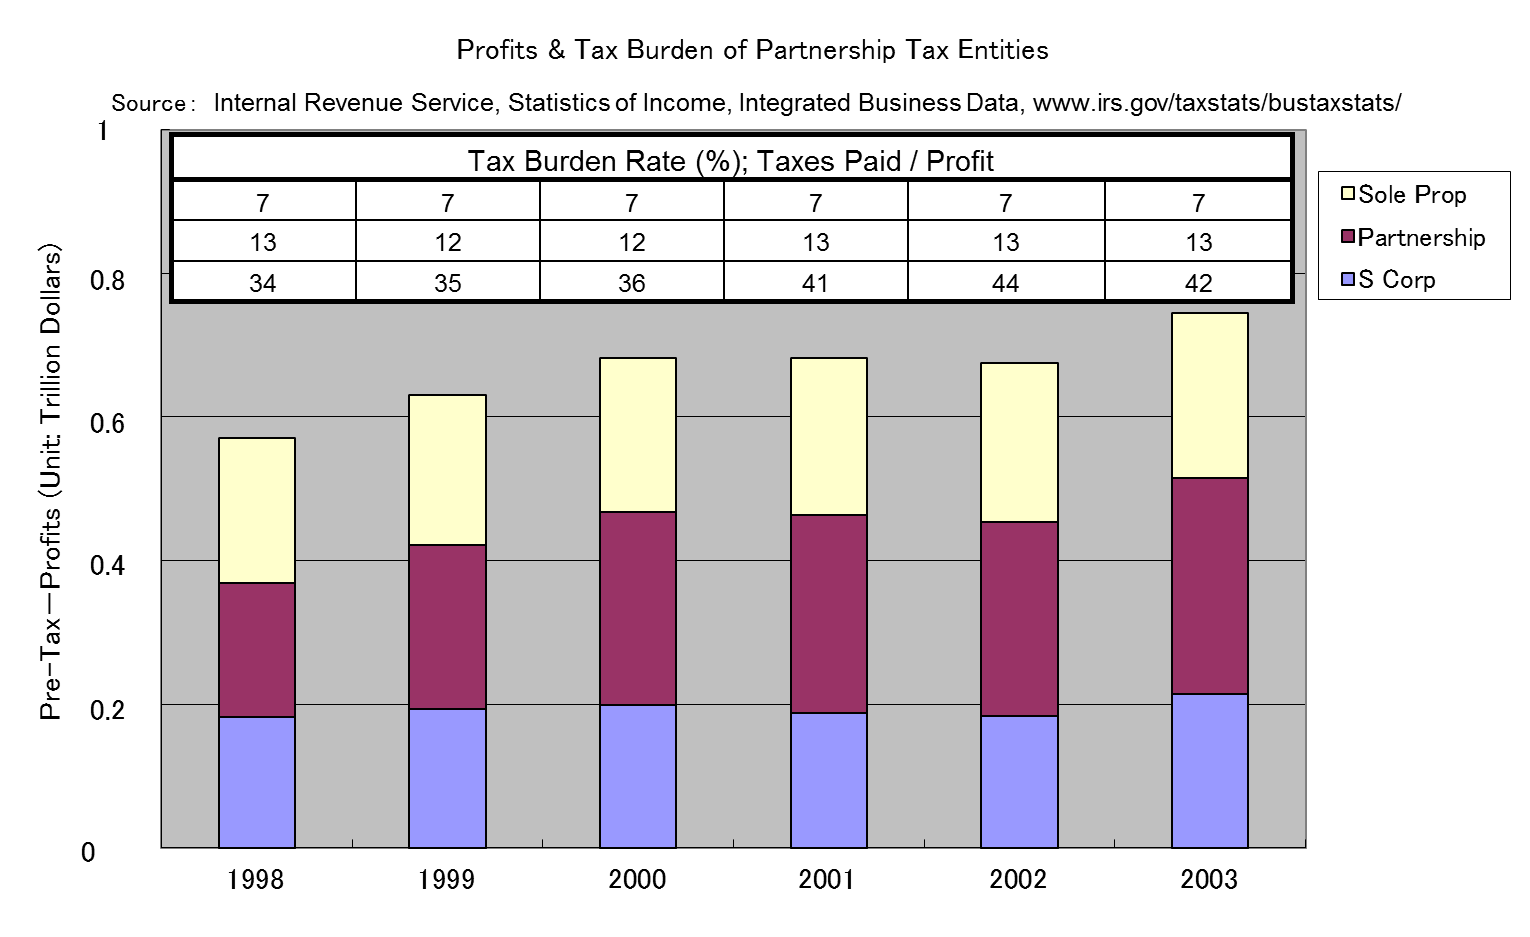 Profits & Tax Burden of Partnership Tax Entities
Source: Internal Revenue Service, Statistics of Income, Integrated Business Data, www.irs.gov/taxstats/bustaxstats/
Tax Burden Rate (%); Taxes Paid / Profit
7 7 7 7 7 7
13 12 12 13 13 13
34 35 36 41 44 42
Sole Prop
Partnership
S Corp
Pre-Tax-Profits (Unit: Trillion Dollars)
1
0.8
0.6
0.4
0.2
0
1998 1999 2000 2001 2002 2003